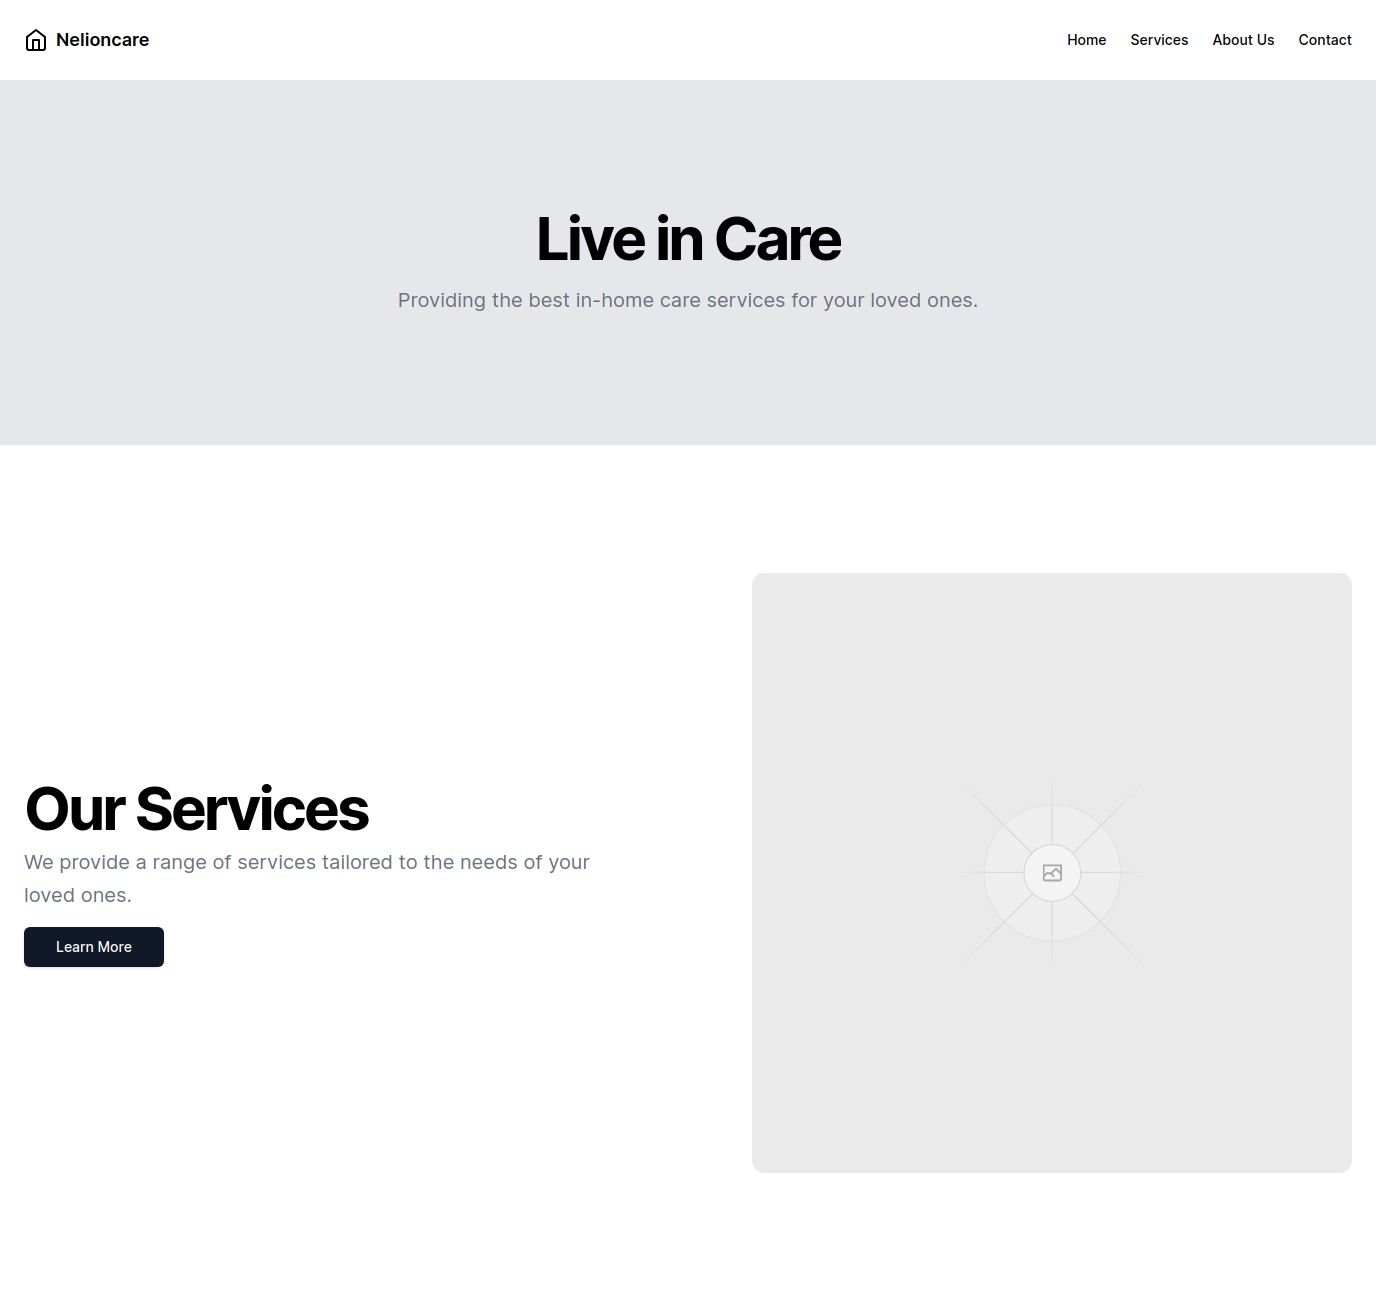 Nelioncare
Home Services About Us Contact
Live in Care
Providing the best in-home care services for your loved ones.
Our Services
We provide a range of services tailored to the needs of your
loved ones.
Learn More